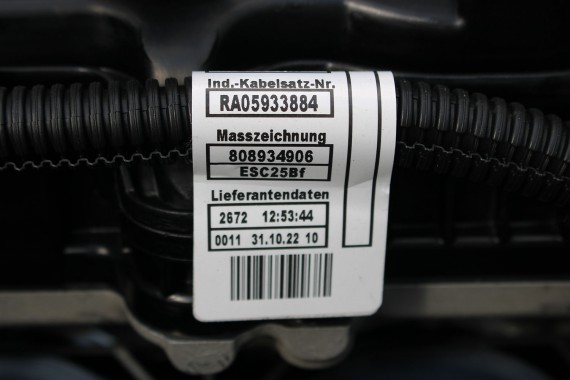 Ind.-Kabelsatz-Nr.
RA05933884
Masszeichnung
808934906
ESC25Bf
Lieferantendaten
2672 12:53:44
0011 31.10.22 10